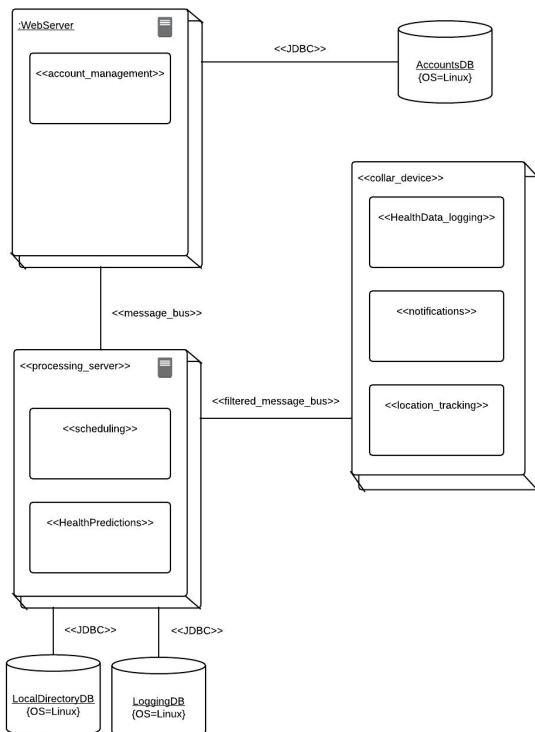 :WebServer
<<JDBC>>
AccountsDB
{OS=Linux}
<<account_management>>
<<collar_device>>
<<HealthData_logging>>
<<message_bus>>
<<notifications>>
<<processing_server>>
<<filtered_message_bus>>
<<location_tracking>>
<<scheduling>>
<<HealthPredictions>>
<<JDBC>>
<<JDBC>>
LocalDirectoryDB
{OS=Linux}
LoggingDB
{OS=Linux}